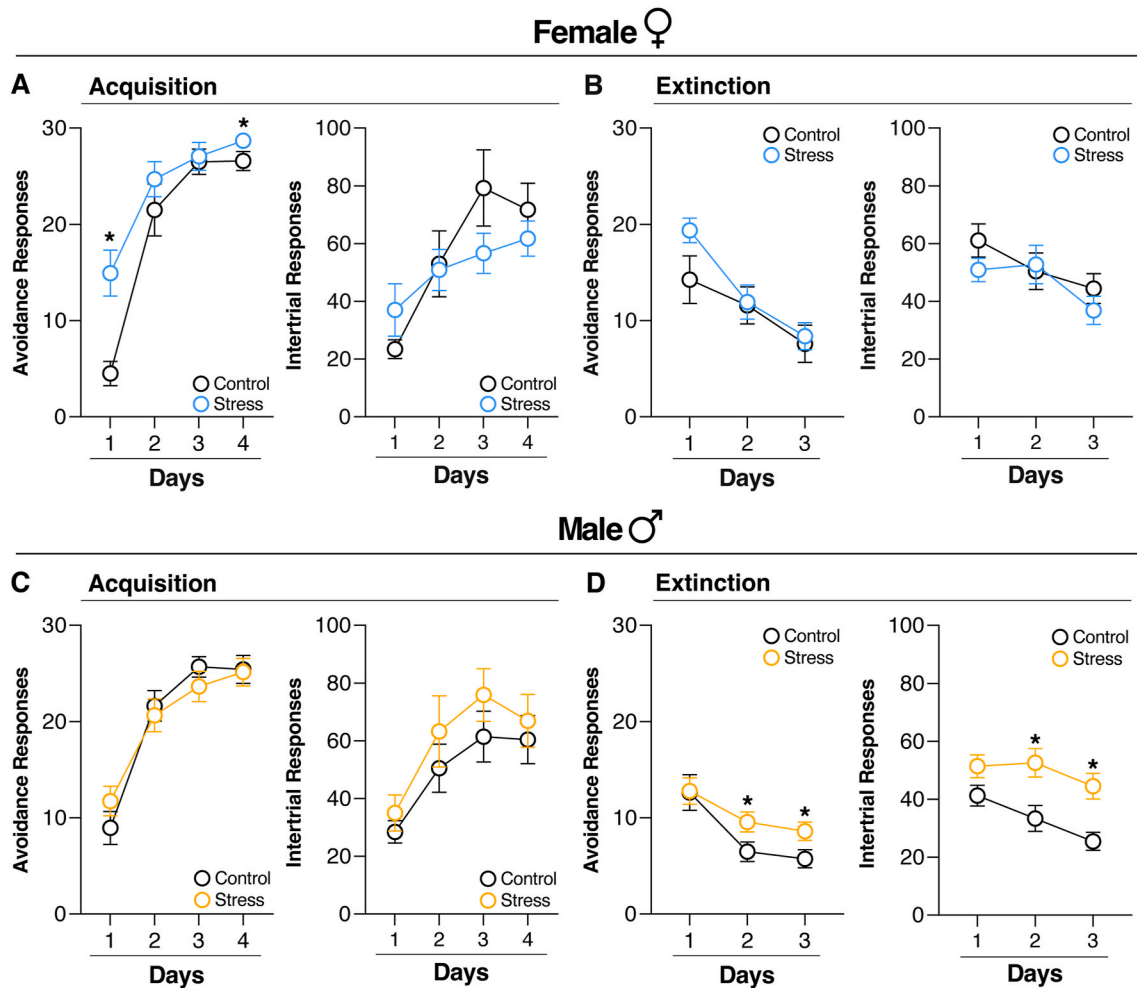 Female ♀
A Acquisition
B Extinction
Avoidance Responses
30
20
10
0
* *
Control
Stress
1 2 3 4
Days
Intertrial Responses
100
80
60
40
20
0
Control
Stress
1 2 3 4
Days
Avoidance Responses
30
20
10
0
Control
Stress
1 2 3
Days
Intertrial Responses
100
80
60
40
20
0
Control
Stress
1 2 3
Days
Male ♂
C Acquisition
D Extinction
Avoidance Responses
30
20
10
0
Control
Stress
1 2 3 4
Days
Intertrial Responses
100
80
60
40
20
0
Control
Stress
1 2 3 4
Days
Avoidance Responses
30
20
10
0
Control
Stress
* *
1 2 3
Days
Intertrial Responses
100
80
60
40
20
0
Control
Stress
* *
1 2 3
Days